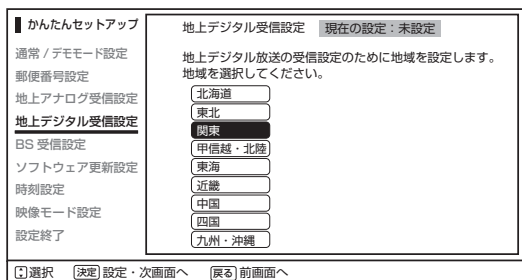 かんたんセットアップ
通常 / デモモード設定
郵便番号設定
地上アナログ受信設定
地上デジタル受信設定
BS 受信設定
ソフトウェア更新設定
時刻設定
映像モード設定
設定終了
地上デジタル受信設定 現在の設定：未設定
地上デジタル放送の受信設定のために地域を設定します。
地域を選択してください。
北海道
東北
関東
甲信越・北陸
東海
近畿
中国
四国
九州・沖縄
選択 決定 設定・次画面へ 戻る 前画面へ